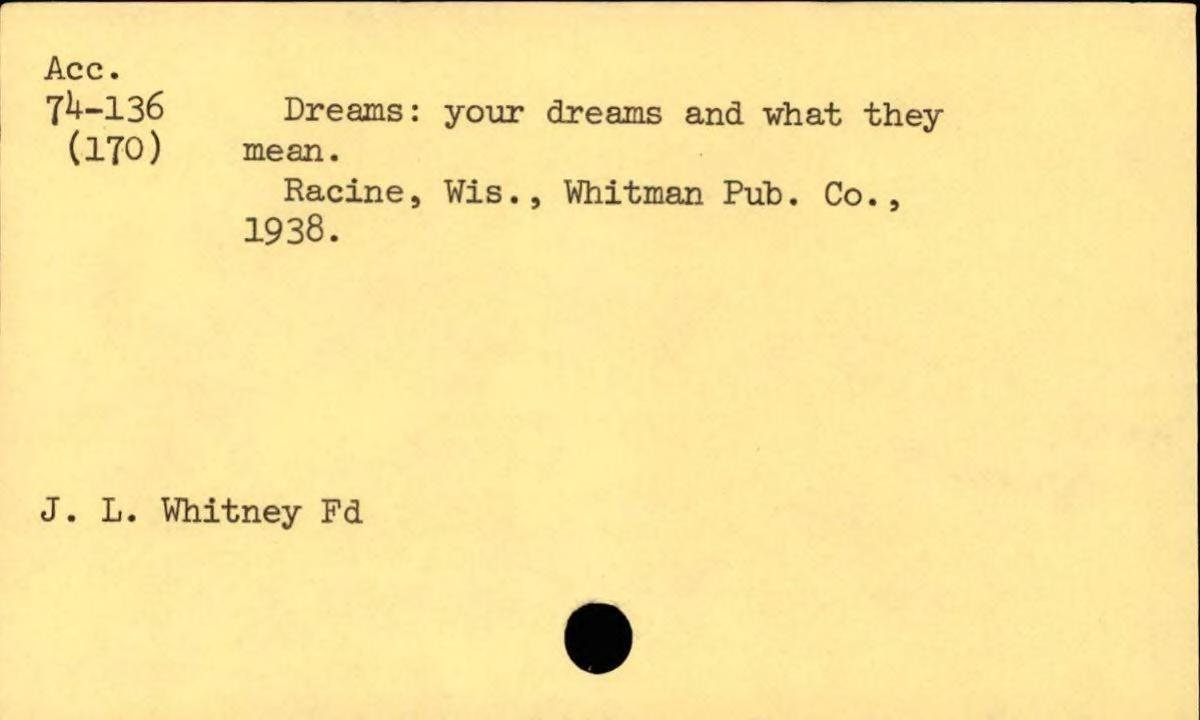 Acc.
74-136 Dreams: your dreams and what they
(170) mean.
Racine, Wis., Whitman Pub. Co.,
1938.
J. L. Whitney Fd